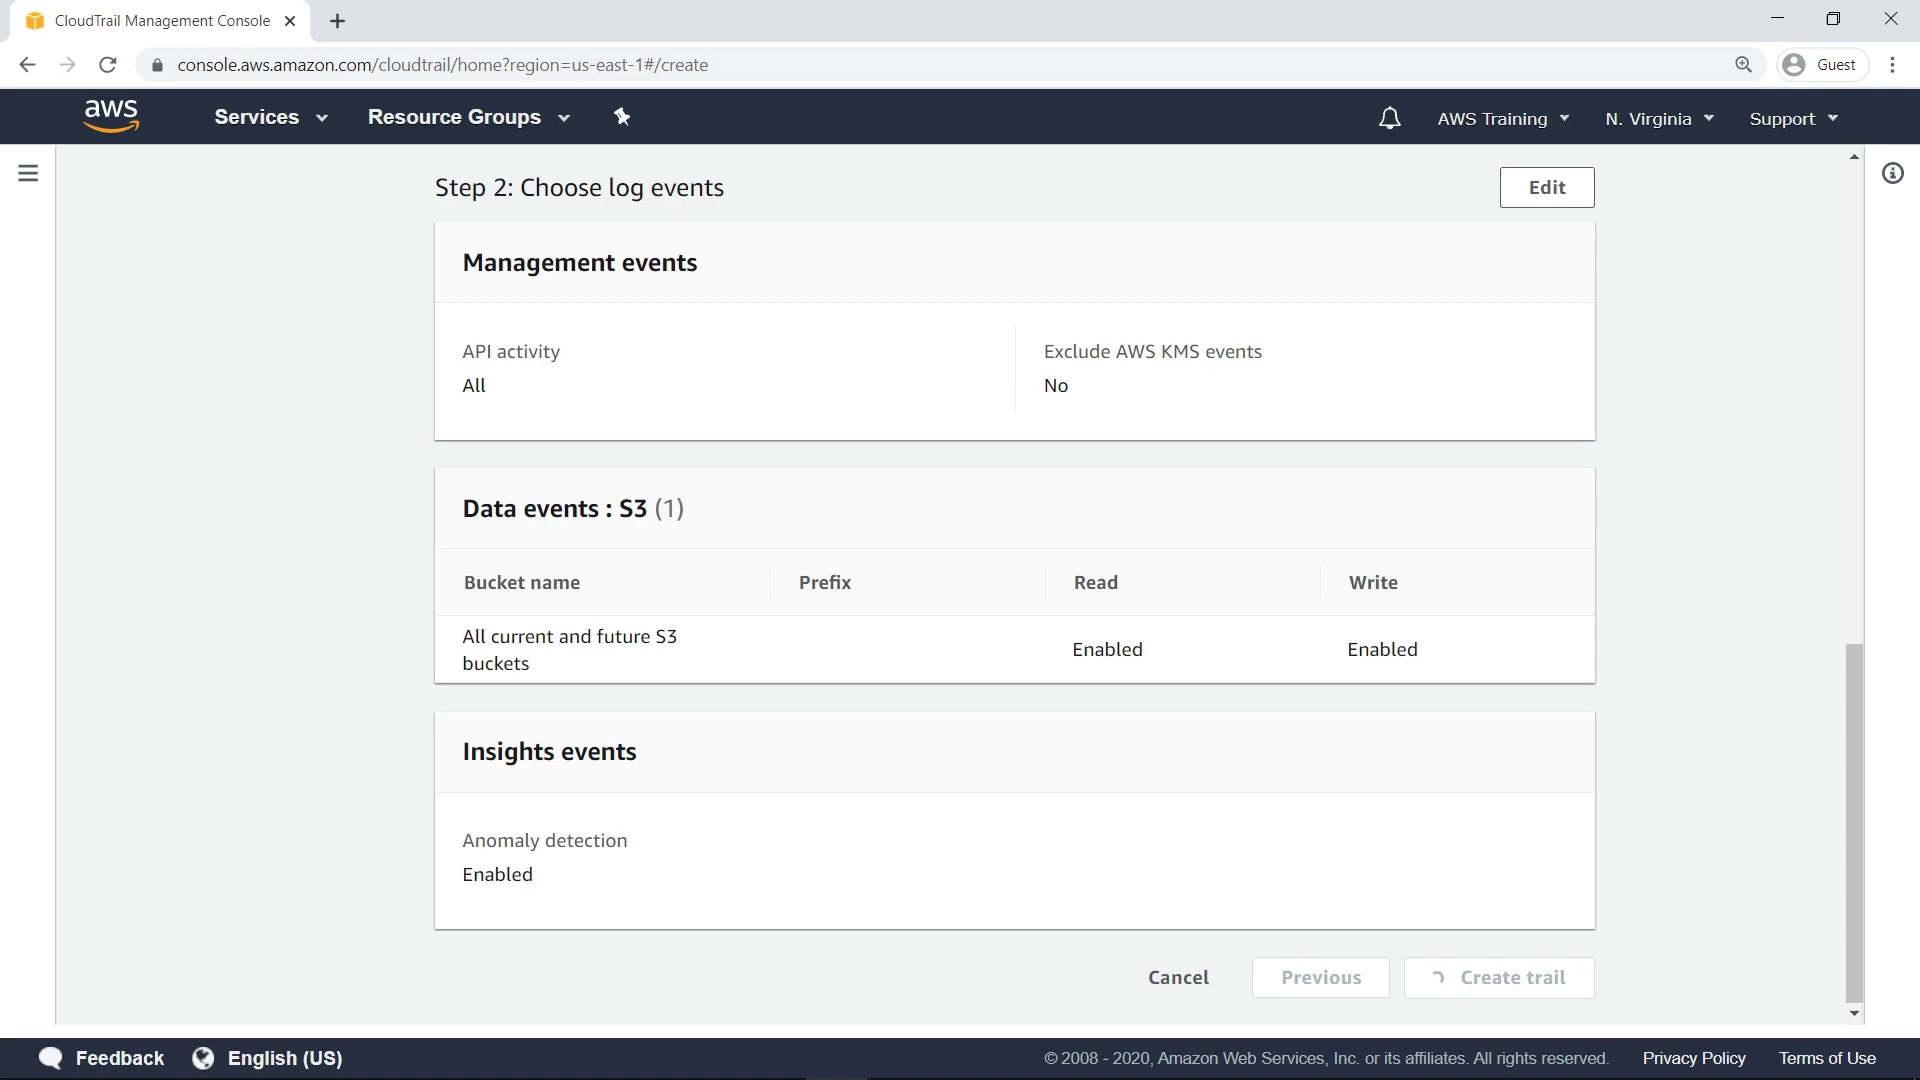 CloudTrail Management Console
console.aws.amazon.com/cloudtrail/home?region=us-east-1#/create
Guest
aws
Services
Resource Groups
AWS Training
N. Virginia
Support
Step 2: Choose log events
Edit
Management events
API activity
Exclude AWS KMS events
All
No
Data events : S3 (1)
Bucket name
Prefix
Read
Write
All current and future S3
buckets
Enabled
Enabled
Insights events
Anomaly detection
Enabled
Cancel
Previous
Create trail
Feedback
English (US)
© 2008 - 2020, Amazon Web Services, Inc. or its affiliates. All rights reserved.
Privacy Policy
Terms of Use